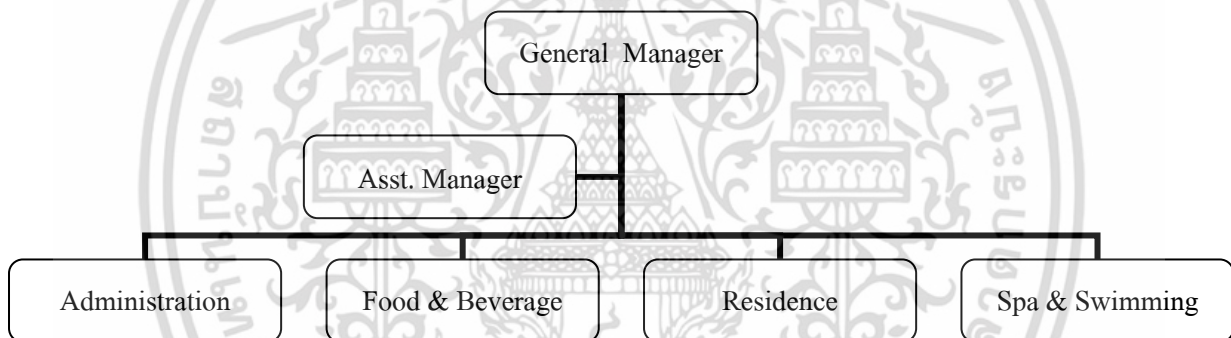 General Manager
Asst. Manager
Administration
Food & Beverage
Residence
Spa & Swimming